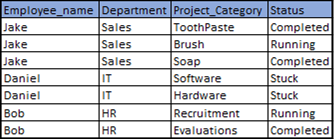 Employee_name Department Project_Category Status
Jake Sales ToothPaste Completed
Jake Sales Brush Running
Jake Sales Soap Completed
Daniel IT Software Stuck
Daniel IT Hardware Stuck
Bob HR Recruitment Running
Bob HR Evaluations Completed